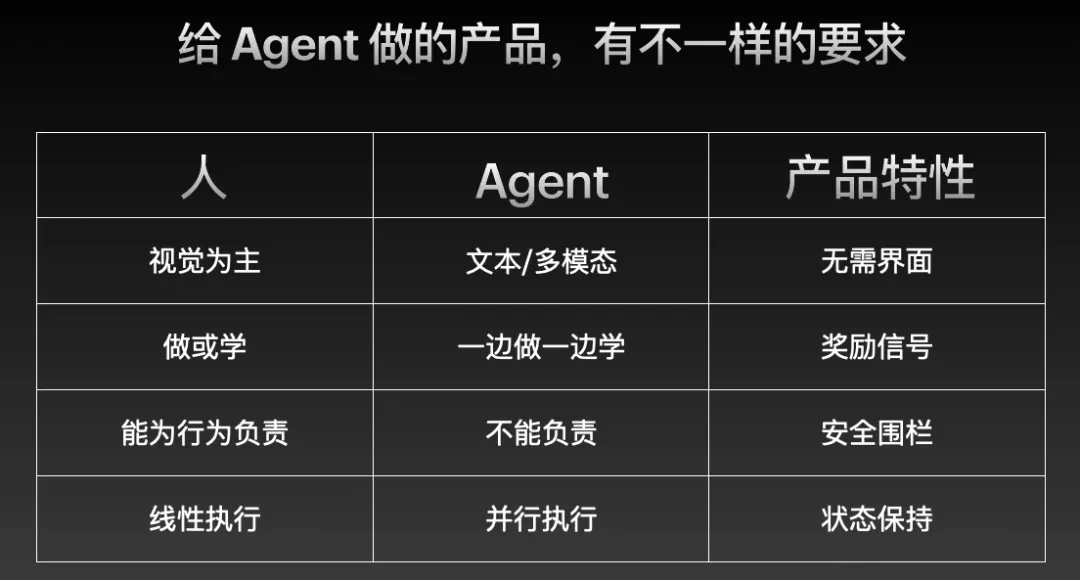 给 Agent 做的产品，有不一样的要求
人 Agent 产品特性
视觉为主 文本/多模态 无需界面
做或学 一边做一边学 奖励信号
能为行为负责 不能负责 安全围栏
线性执行 并行执行 状态保持